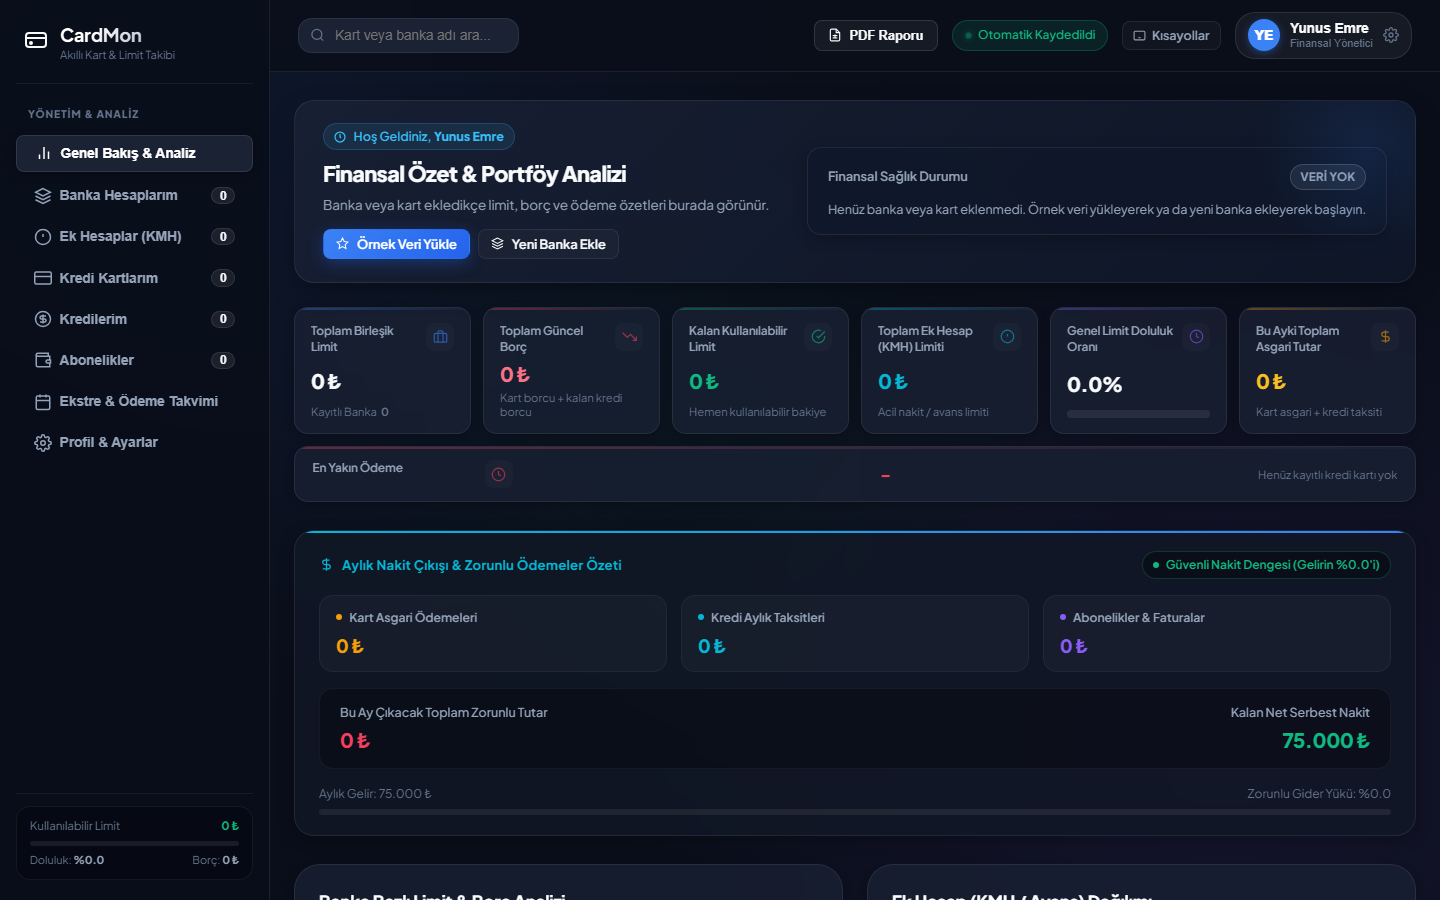 CardMon
Akıllı Kart & Limit Takibi
YÖNETİM & ANALİZ
Genel Bakış & Analiz
Banka Hesaplarım 0
Ek Hesaplar (KMH) 0
Kredi Kartlarım 0
Kredilerim 0
Abonelikler 0
Ekstre & Ödeme Takvimi
Profil & Ayarlar
Kullanılabilir Limit 0 ₺
Doluluk: %0.0 Borç: 0 ₺
Kart veya banka adı ara...
PDF Raporu
Otomatik Kaydedildi
Kısayollar
YE
Yunus Emre
Finansal Yönetici
Hoş Geldiniz, Yunus Emre
Finansal Özet & Portföy Analizi
Banka veya kart ekledikçe limit, borç ve ödeme özetleri burada görünür.
Örnek Veri Yükle
Yeni Banka Ekle
Finansal Sağlık Durumu
VERİ YOK
Henüz banka veya kart eklenmedi. Örnek veri yükleyerek ya da yeni banka ekleyerek başlayın.
Toplam Birleşik
Limit
0 ₺
Kayıtlı Banka 0
Toplam Güncel
Borç
0 ₺
Kart borcu + kalan kredi
borcu
Kalan Kullanılabilir
Limit
0 ₺
Hemen kullanılabilir bakiye
Toplam Ek Hesap
(KMH) Limiti
0 ₺
Acil nakit / avans limiti
Genel Limit Doluluk
Oranı
0.0%
Bu Ayki Toplam
Asgari Tutar
0 ₺
Kart asgari + kredi taksiti
En Yakın Ödeme
–
Henüz kayıtlı kredi kartı yok
Aylık Nakit Çıkışı & Zorunlu Ödemeler Özeti
Güvenli Nakit Dengesi (Gelirin %0.0'i)
Kart Asgari Ödemeleri
0 ₺
Kredi Aylık Taksitleri
0 ₺
Abonelikler & Faturalar
0 ₺
Bu Ay Çıkacak Toplam Zorunlu Tutar
0 ₺
Kalan Net Serbest Nakit
75.000 ₺
Aylık Gelir: 75.000 ₺
Zorunlu Gider Yükü: %0.0
Banka Bazlı Limit & Borç Analizi
Ek Hesap (KMH / Avans) Dağılımı